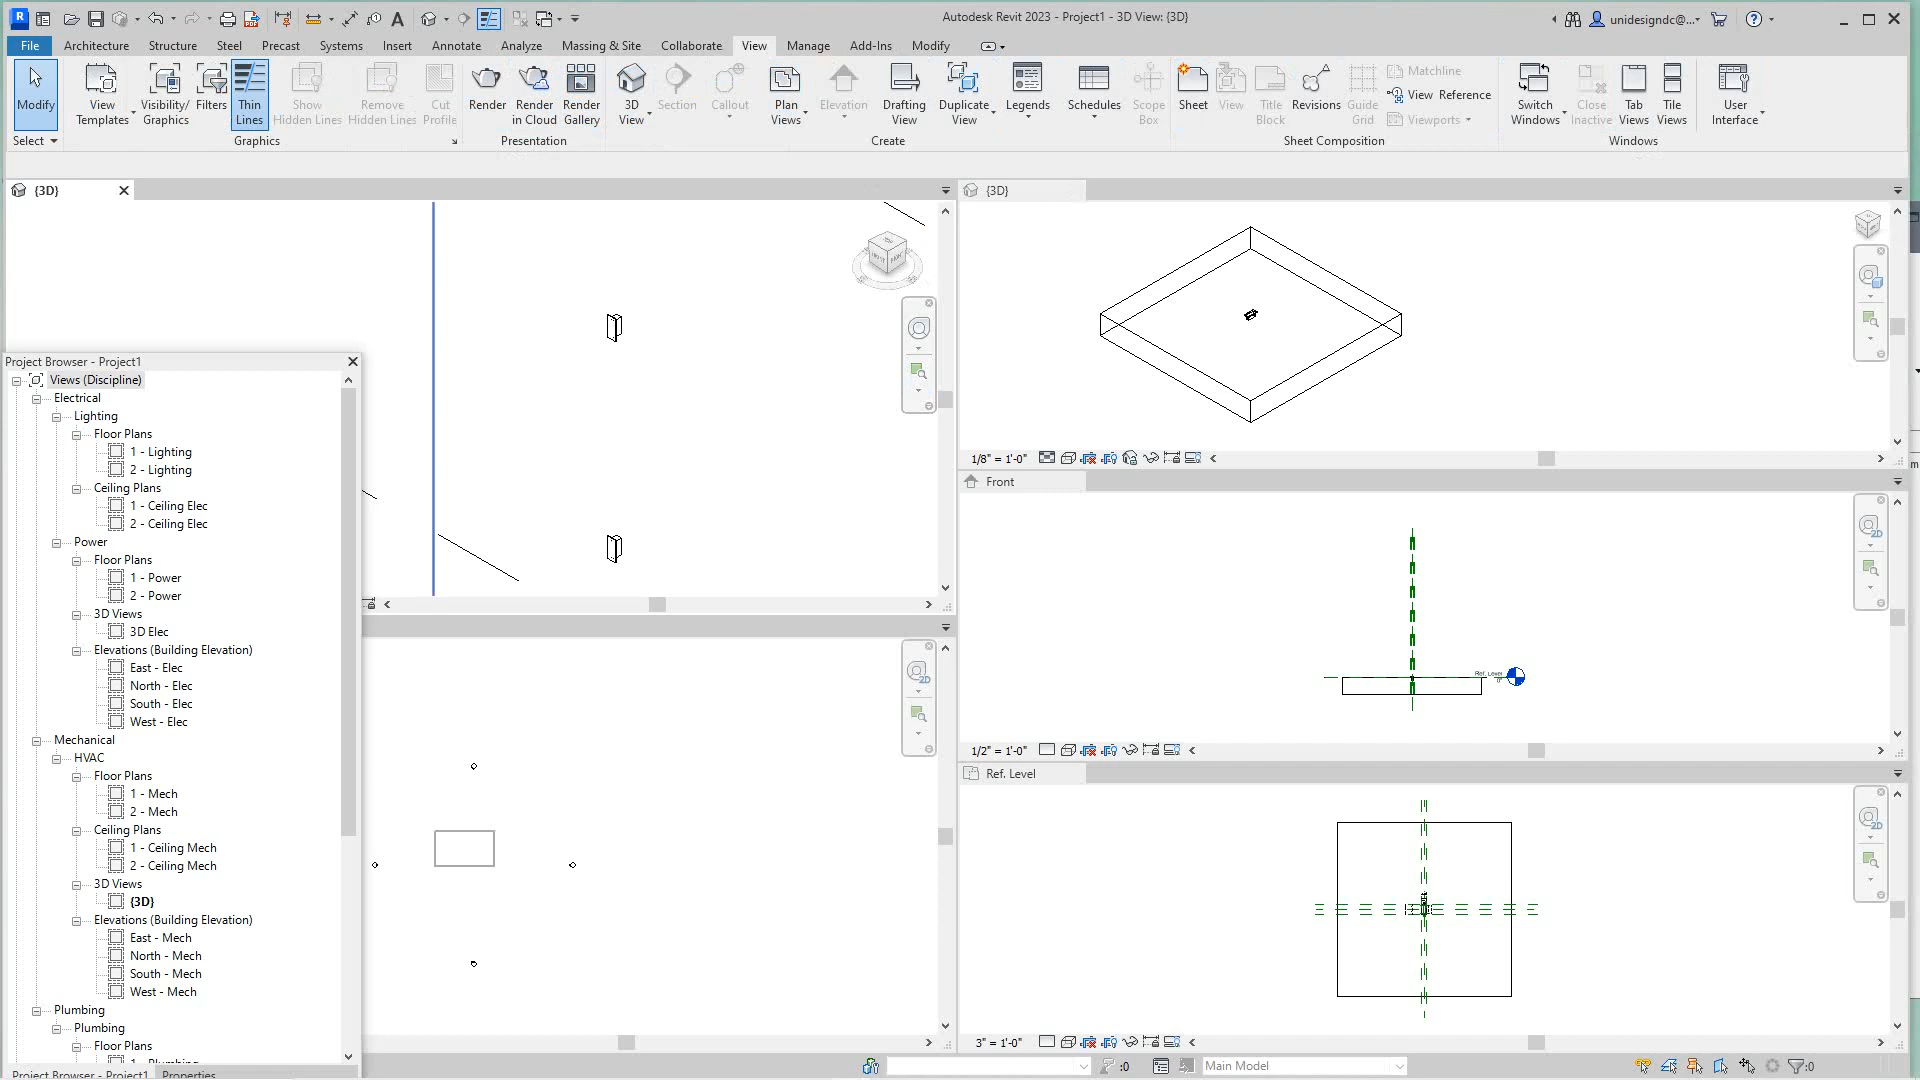 Autodesk Revit 2023 - Project1 - 3D View: {3D}
unidesigndc@...
File Architecture Structure Steel Precast Systems Insert Annotate Analyze Massing & Site Collaborate View Manage Add-Ins Modify
Modify
View
Templates
Visibility/
Graphics
Filters
Thin
Lines
Show
Hidden Lines
Remove
Hidden Lines
Cut
Profile
Render
Render
in Cloud
Render
Gallery
3D
View
Section
Callout
Plan
Views
Elevation
Drafting
View
Duplicate
View
Legends
Schedules
Scope
Box
Sheet
View
Title
Block
Revisions
Guide
Grid
Matchline
View Reference
Viewports
Switch
Windows
Close
Inactive
Tab
Views
Tile
Views
User
Interface
Select Graphics Presentation Create Sheet Composition Windows
{3D}
{3D}
Project Browser - Project1
Views (Discipline)
Electrical
Lighting
Floor Plans
1 - Lighting
2 - Lighting
Ceiling Plans
1 - Ceiling Elec
2 - Ceiling Elec
Power
Floor Plans
1 - Power
2 - Power
3D Views
3D Elec
Elevations (Building Elevation)
East - Elec
North - Elec
South - Elec
West - Elec
Mechanical
HVAC
Floor Plans
1 - Mech
2 - Mech
Ceiling Plans
1 - Ceiling Mech
2 - Ceiling Mech
3D Views
{3D}
Elevations (Building Elevation)
East - Mech
North - Mech
South - Mech
West - Mech
Plumbing
Plumbing
Floor Plans
1 - Plumbing
Project Browser - Project1 Properties
1/8" = 1'-0"
Front
Ref. Level
1/2" = 1'-0"
Ref. Level
3" = 1'-0"
:0
Main Model
:0